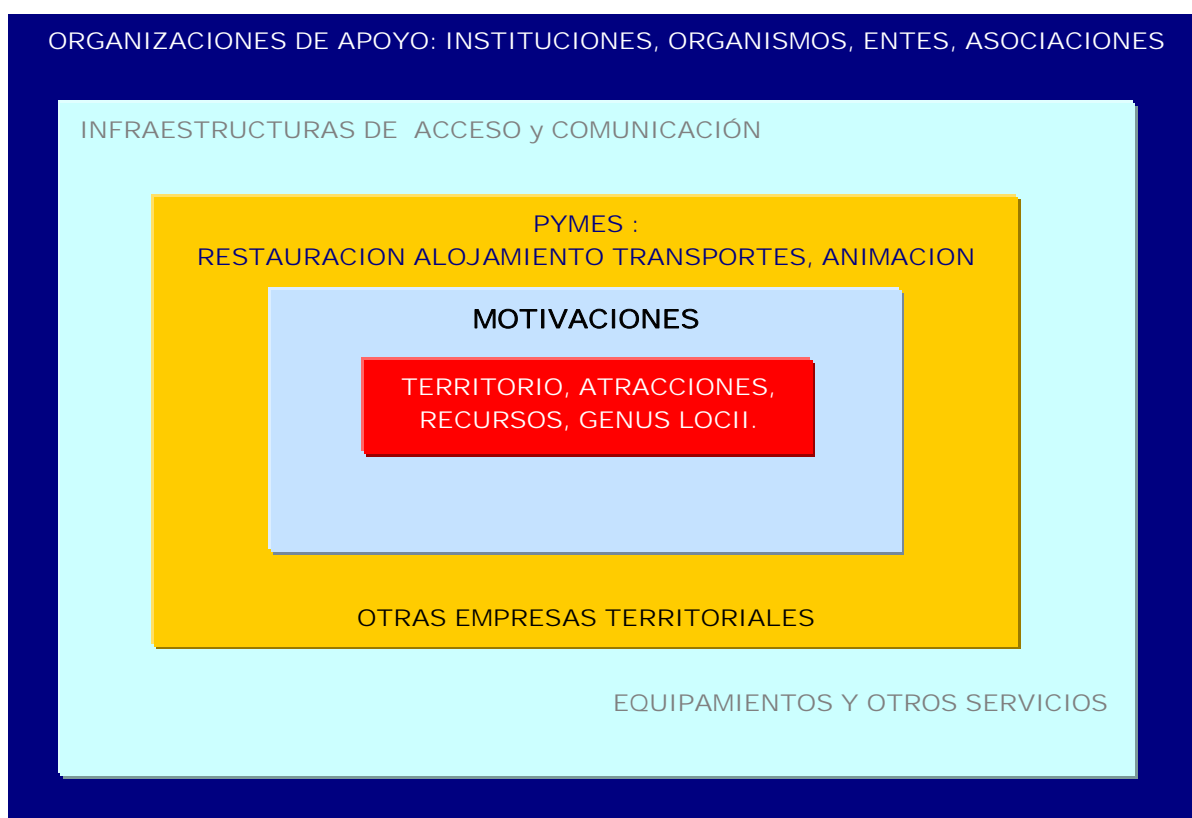 ORGANIZACIONES DE APOYO: INSTITUCIONES, ORGANISMOS, ENTES, ASOCIACIONES
INFRAESTRUCTURAS DE ACCESO y COMUNICACIÓN
PYMES :
RESTAURACION ALOJAMIENTO TRANSPORTES, ANIMACION
MOTIVACIONES
TERRITORIO, ATRACCIONES,
RECURSOS, GENUS LOCII.
OTRAS EMPRESAS TERRITORIALES
EQUIPAMIENTOS Y OTROS SERVICIOS